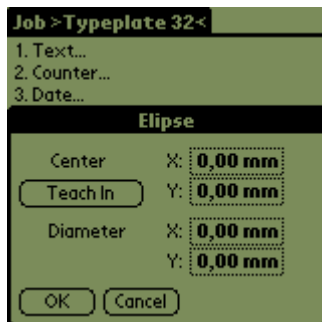 Job >Typeplate 32<
1. Text...
2. Counter...
3. Date...
Elipse
Center X: 0,00 mm
Teach In Y: 0,00 mm
Diameter X: 0,00 mm
Y: 0,00 mm
OK Cancel